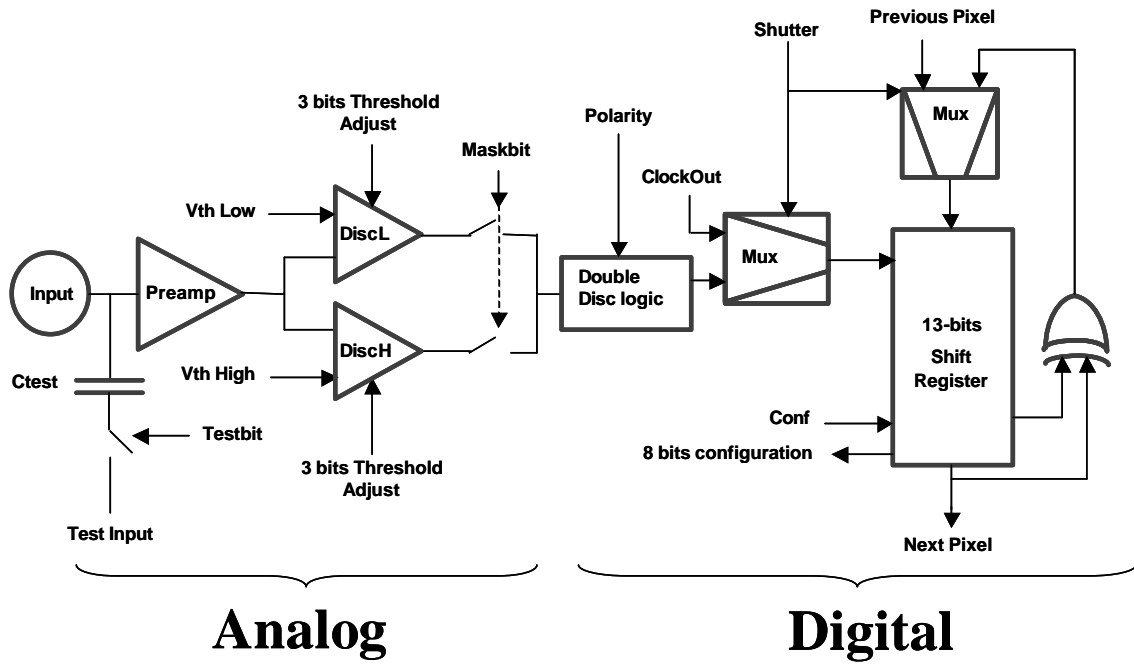 Previous Pixel
Shutter
3 bits Threshold
Adjust
Mux
Polarity
Maskbit
ClockOut
Vth Low
DiscL
Mux
Double
Disc logic
Input
Preamp
13-bits
Shift
Register
DiscH
Vth High
Ctest
Conf
Testbit
8 bits configuration
3 bits Threshold
Adjust
Test Input
Next Pixel
Analog
Digital